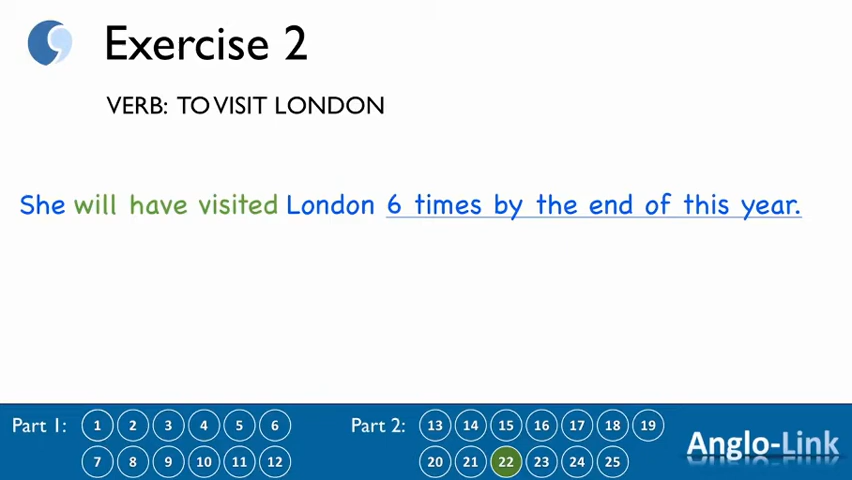 Exercise 2
VERB: TO VISIT LONDON
She will have visited London 6 times by the end of this year.
Part 1: 1 2 3 4 5 6 Part 2: 13 14 15 16 17 18 19
7 8 9 10 11 12 20 21 22 23 24 25
Anglo-Link